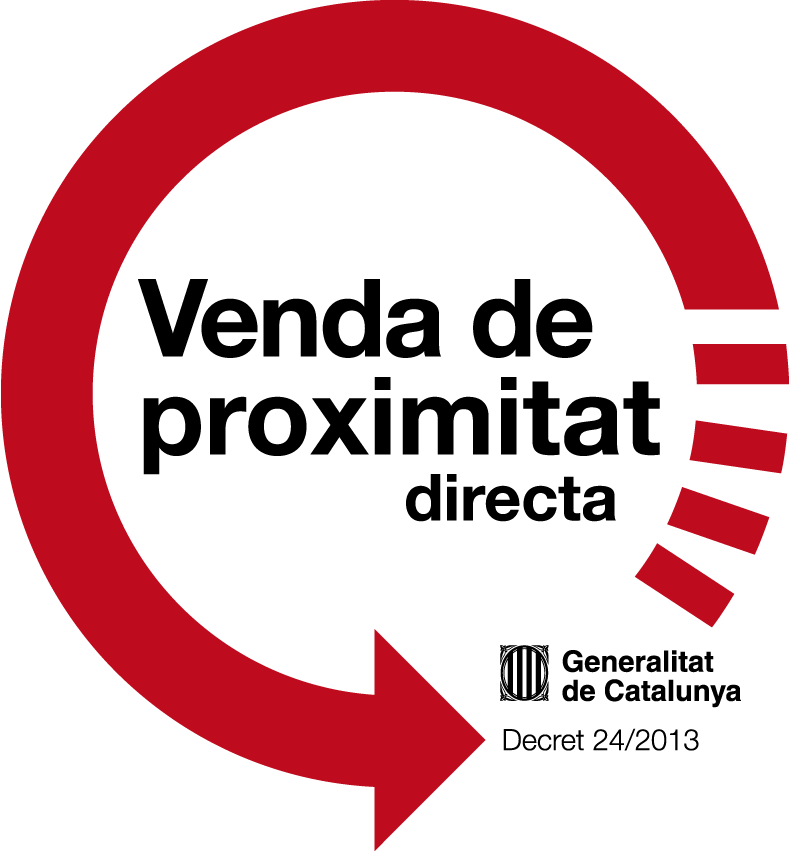 Venda de
proximitat
directa
Generalitat
de Catalunya
Decret 24/2013